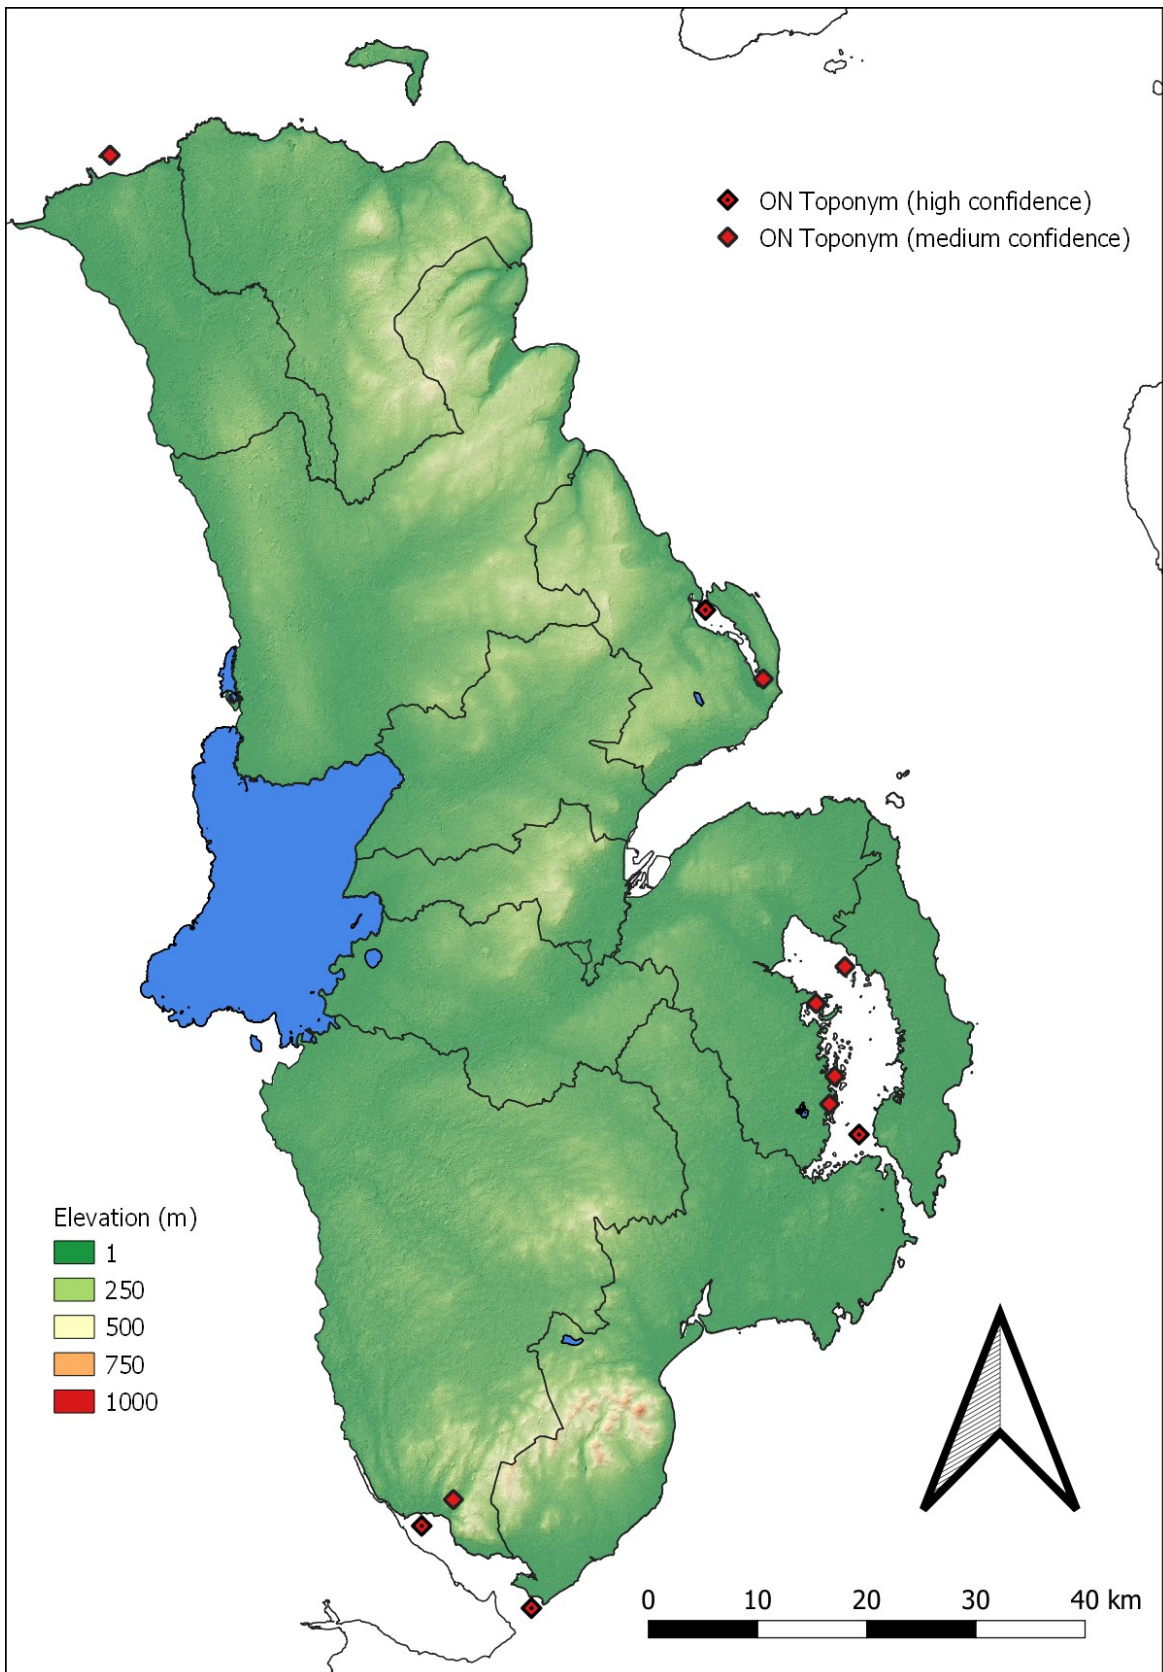 ON Toponym (high confidence)
ON Toponym (medium confidence)
Elevation (m)
1
250
500
750
1000
0 10 20 30 40 km